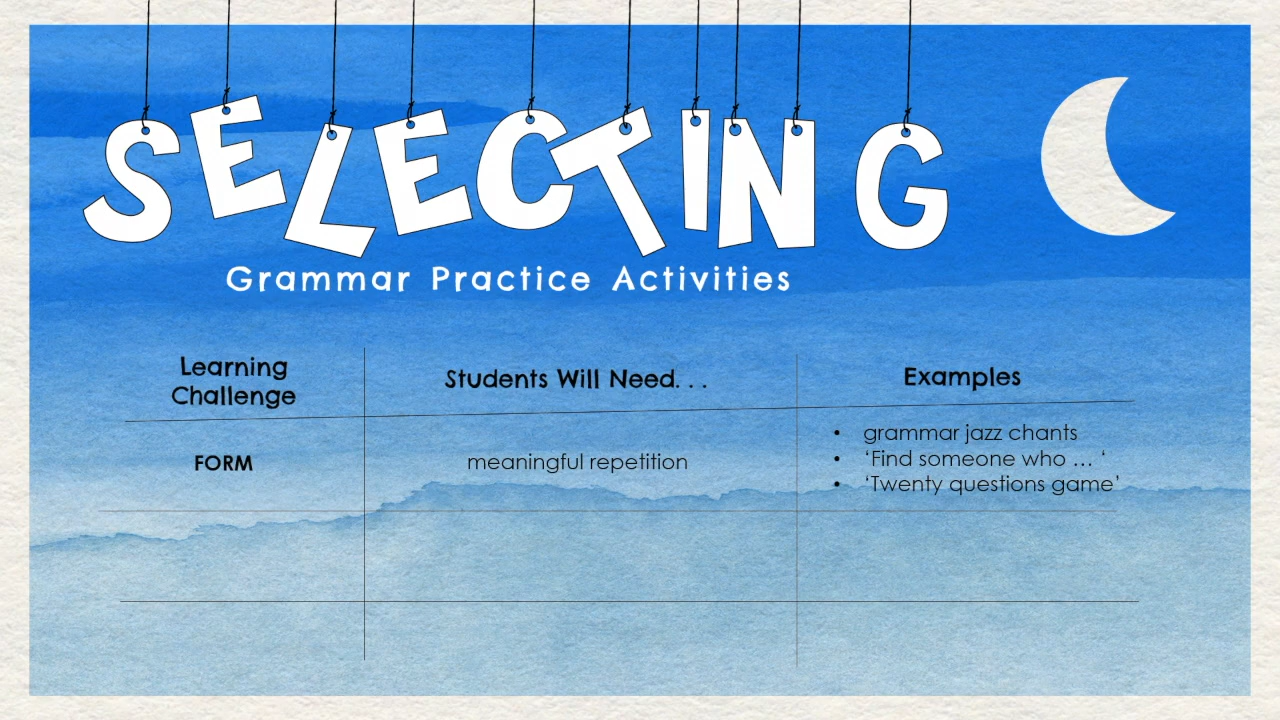 SELECTING
Grammar Practice Activities
Learning
Challenge
Students Will Need. . .
Examples
FORM
meaningful repetition
• grammar jazz chants
• ‘Find someone who … ‘
• ‘Twenty questions game’